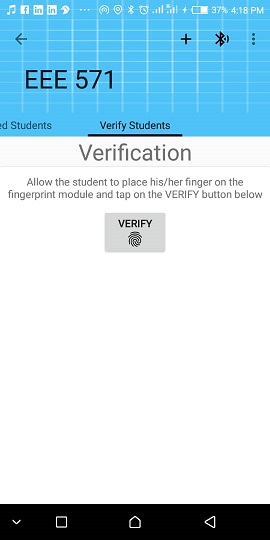 37% 4:18 PM
EEE 571
ed Students
Verify Students
Verification
Allow the student to place his/her finger on the
fingerprint module and tap on the VERIFY button below
VERIFY